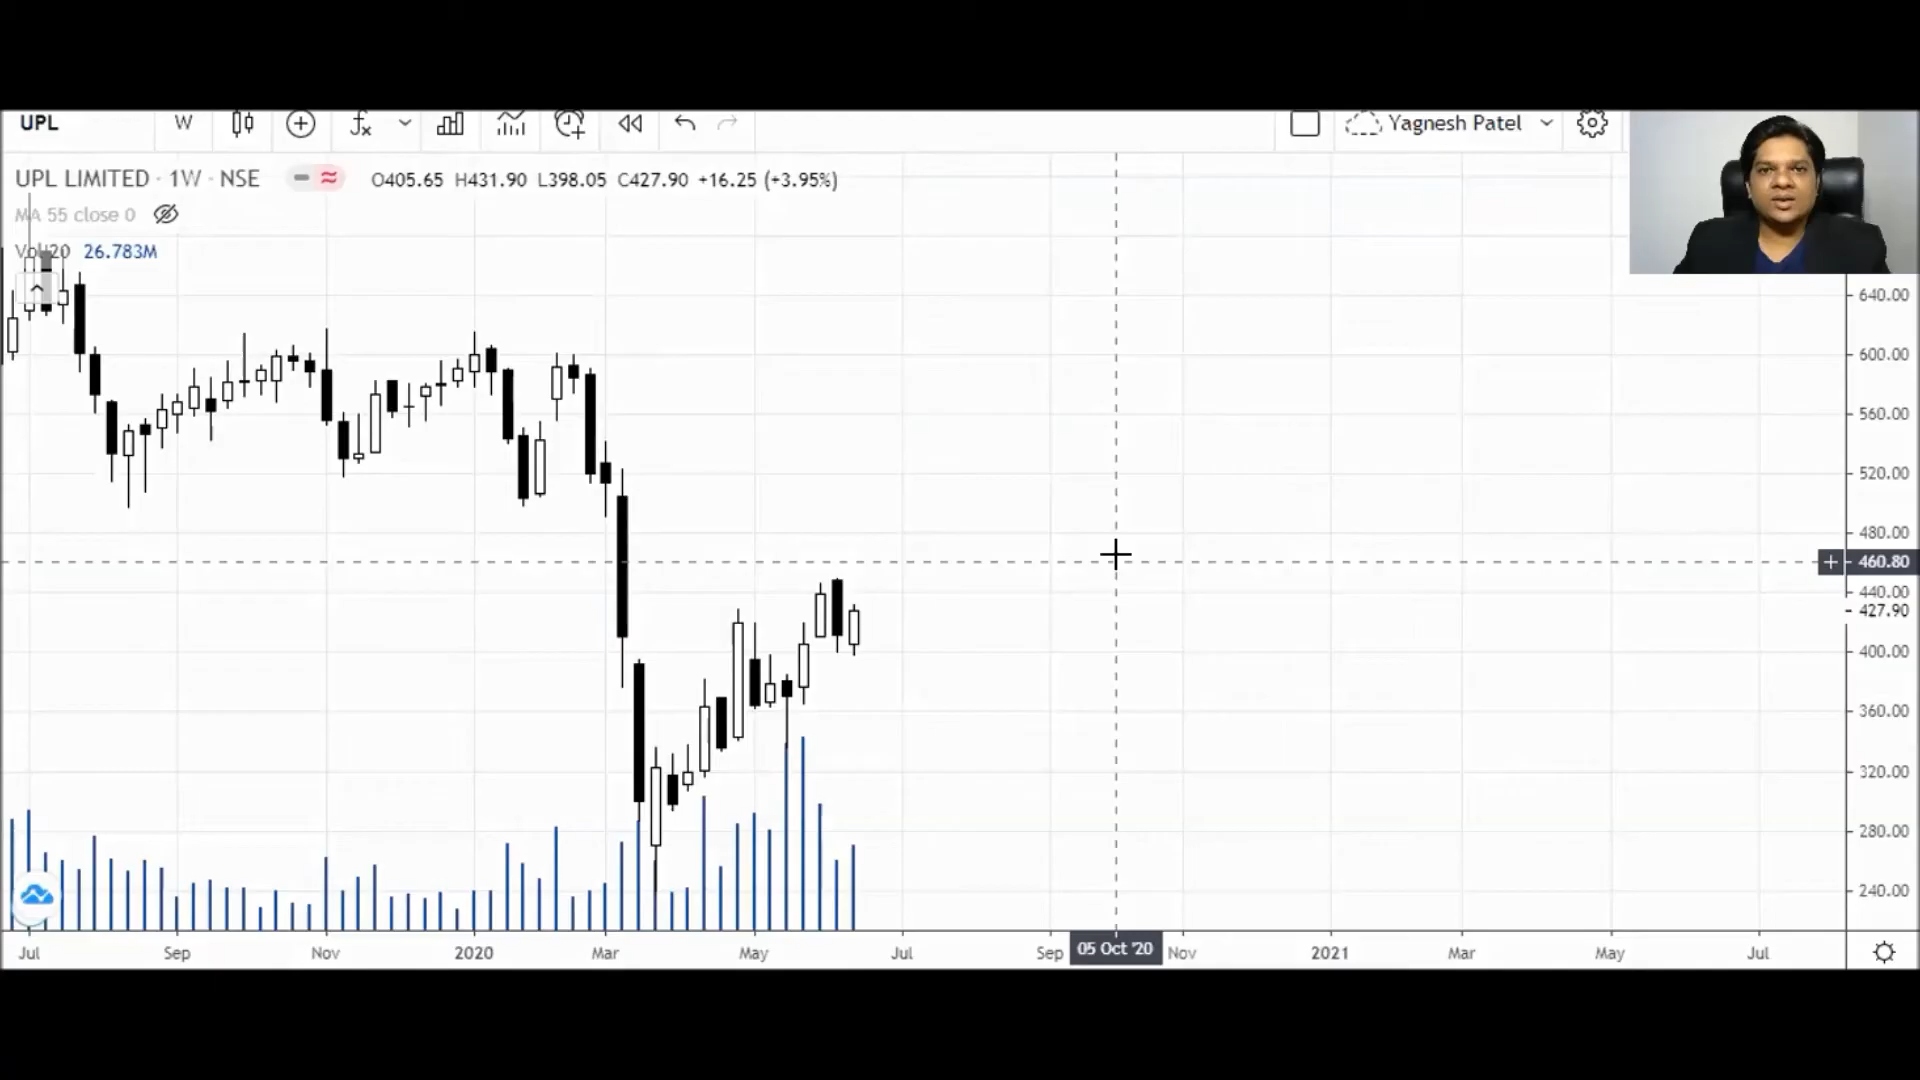 UPL W Yagnesh Patel
UPL LIMITED · 1W · NSE O405.65 H431.90 L398.05 C427.90 +16.25 (+3.95%)
MA 55 close 0
Vol 20 26.783M
640.00
600.00
560.00
520.00
480.00
460.80
440.00
427.90
400.00
360.00
320.00
280.00
240.00
Jul Sep Nov 2020 Mar May Jul Sep 05 Oct '20 Nov 2021 Mar May Jul